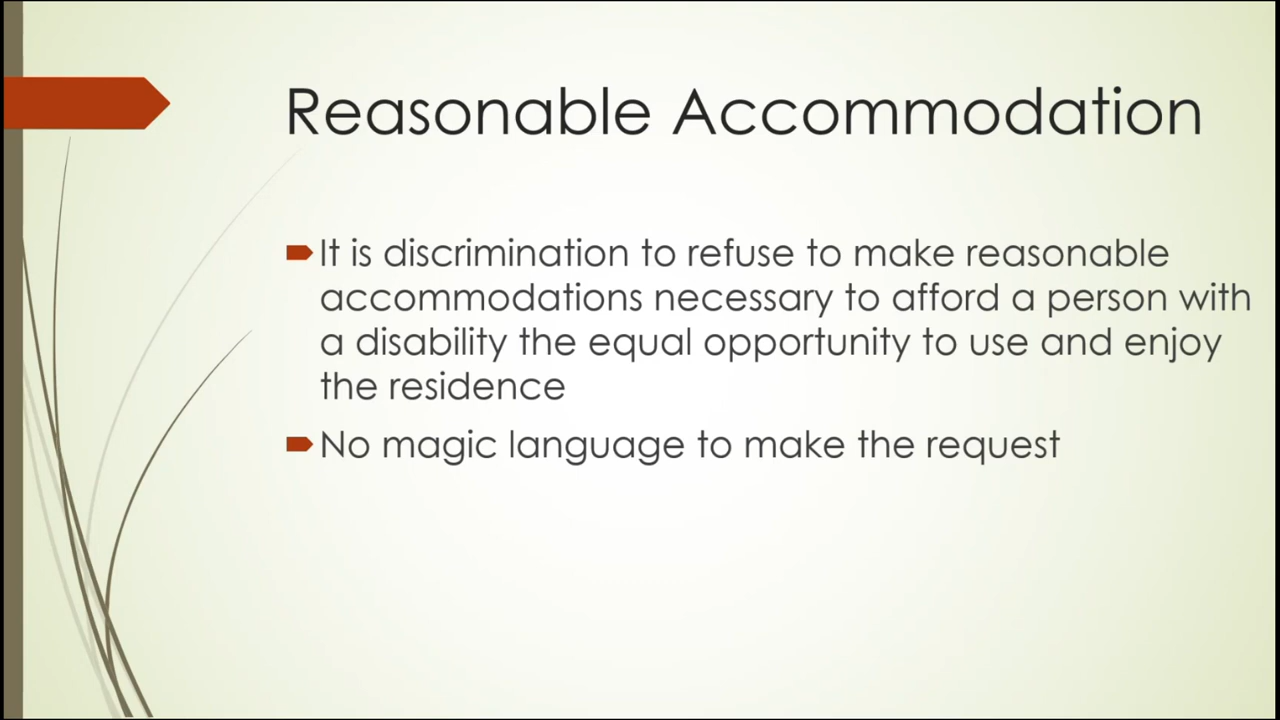 Reasonable Accommodation
It is discrimination to refuse to make reasonable
accommodations necessary to afford a person with
a disability the equal opportunity to use and enjoy
the residence
No magic language to make the request